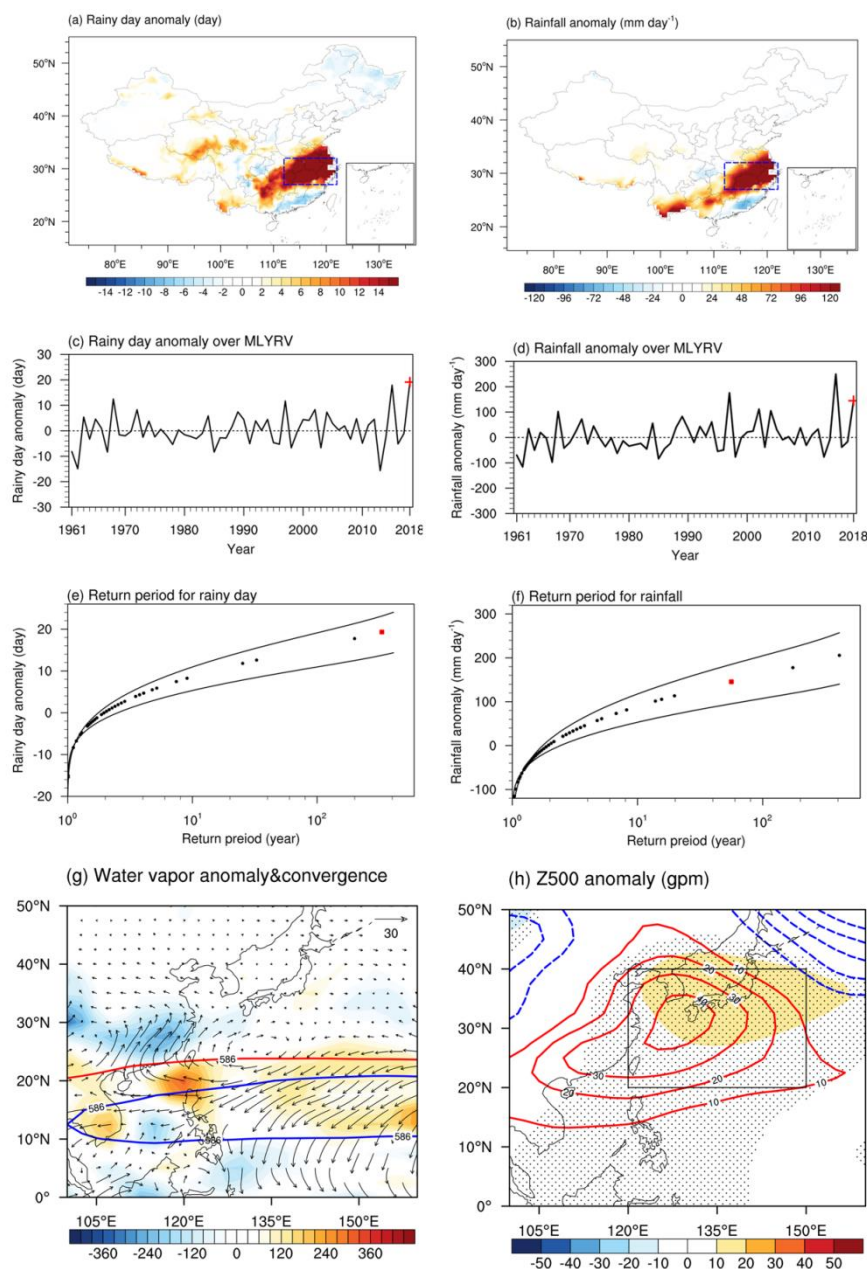 (a) Rainy day anomaly (day)
50°N
40°N
30°N
20°N
80°E 90°E 100°E 110°E 120°E 130°E
-14 -12 -10 -8 -6 -4 -2 0 2 4 6 8 10 12 14
(b) Rainfall anomaly (mm day⁻¹)
50°N
40°N
30°N
20°N
80°E 90°E 100°E 110°E 120°E 130°E
-120 -96 -72 -48 -24 0 24 48 72 96 120
(c) Rainy day anomaly over MLYRV
Rainy day anomaly (day)
30
20
10
0
-10
-20
-30
1961 1970 1980 1990 2000 2010 2018
Year
(d) Rainfall anomaly over MLYRV
Rainfall anomaly (mm day⁻¹)
300
200
100
0
-100
-200
-300
1961 1970 1980 1990 2000 2010 2018
Year
(e) Return period for rainy day
Rainy day anomaly (day)
20
10
0
-10
-20
10⁰ 10¹ 10²
Return preiod (year)
(f) Return period for rainfall
Rainfall anomaly (mm day⁻¹)
300
200
100
0
-100
10⁰ 10¹ 10²
Return preiod (year)
(g) Water vapor anomaly&convergence
50°N
40°N
30°N
20°N
10°N
0°
30
586
586
586
105°E 120°E 135°E 150°E
-360 -240 -120 0 120 240 360
(h) Z500 anomaly (gpm)
50°N
40°N
30°N
20°N
10°N
0°
20
10
40
30
30
20
20
10
10
105°E 120°E 135°E 150°E
-50 -40 -30 -20 -10 0 10 20 30 40 50